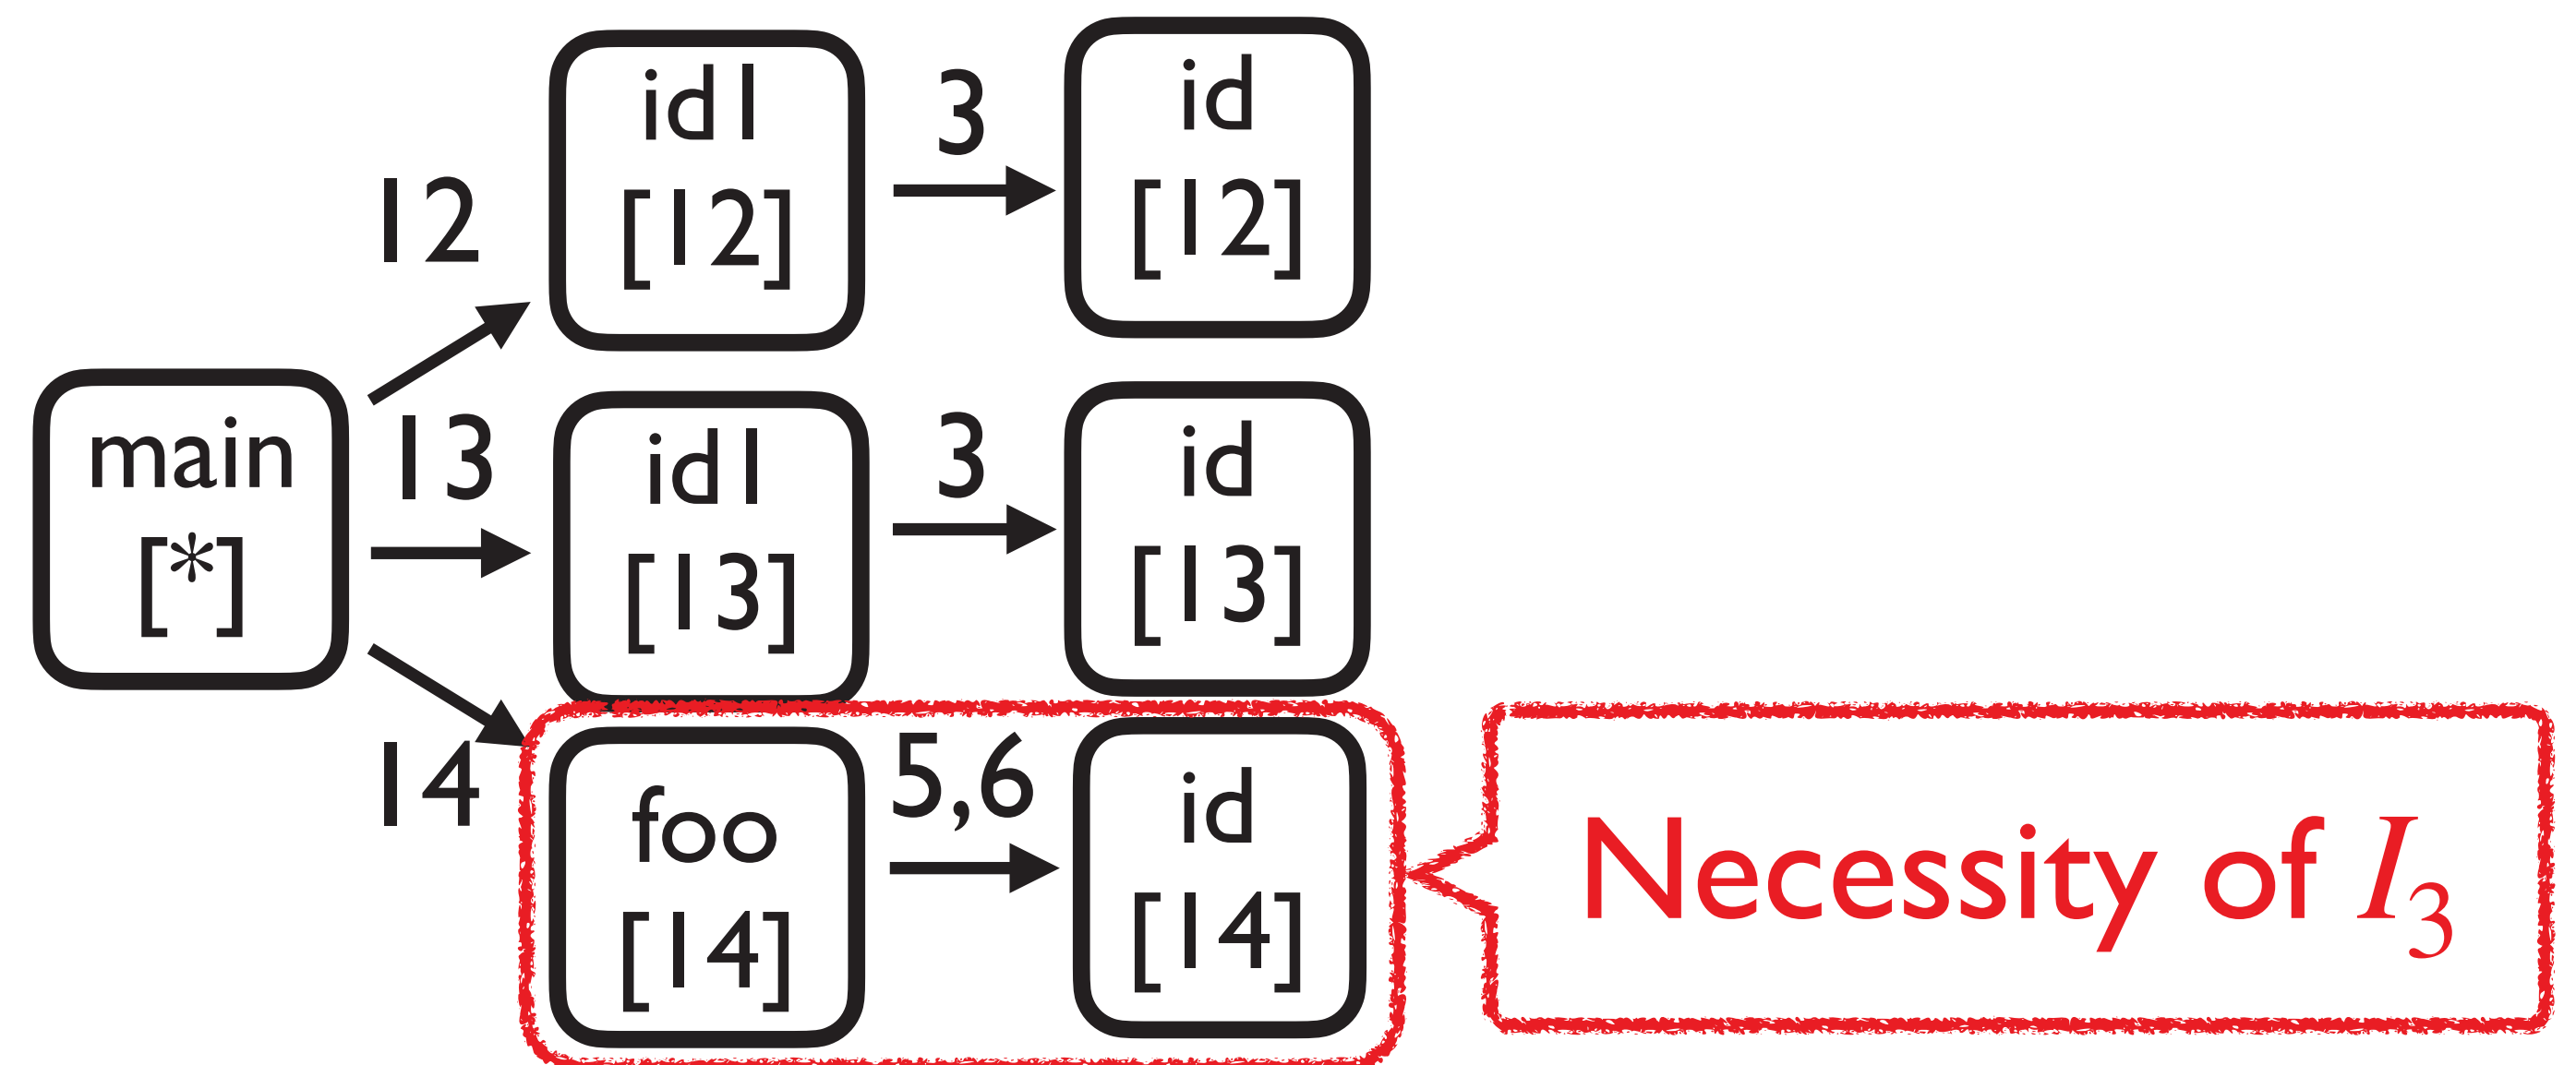 id1
[12]
3
id
[12]
12
main
[*]
13
id1
[13]
3
id
[13]
14
foo
[14]
5,6
id
[14]
Necessity of I₃